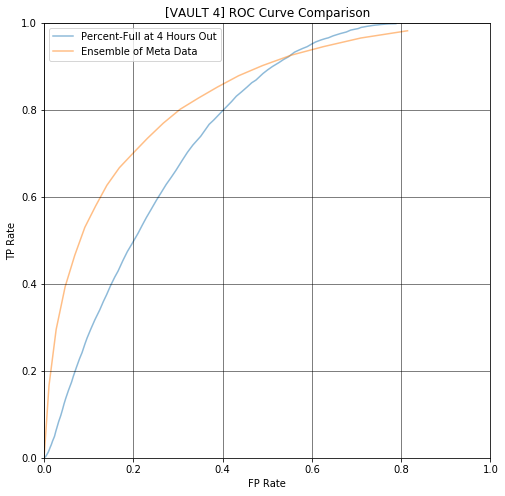 [VAULT 4] ROC Curve Comparison
Percent-Full at 4 Hours Out
Ensemble of Meta Data
TP Rate
1.0
0.8
0.6
0.4
0.2
0.0
0.0 0.2 0.4 0.6 0.8 1.0
FP Rate